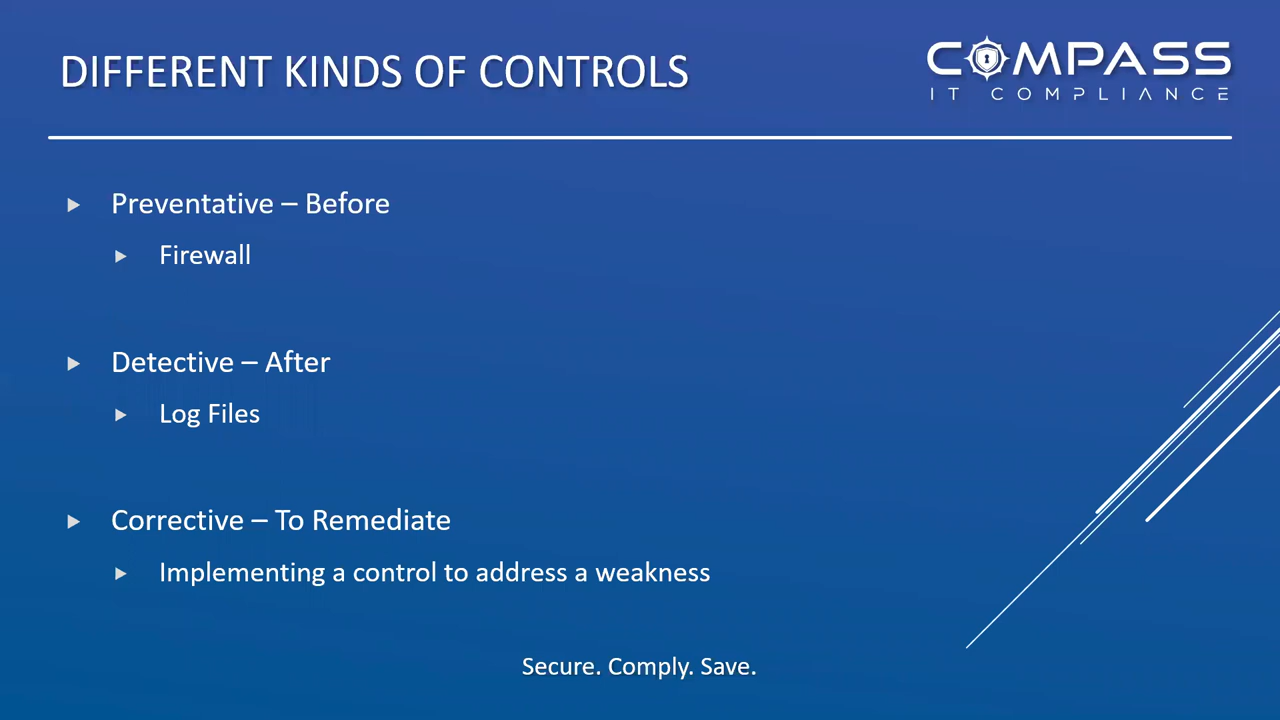 DIFFERENT KINDS OF CONTROLS
COMPASS
IT COMPLIANCE
Preventative – Before
Firewall
Detective – After
Log Files
Corrective – To Remediate
Implementing a control to address a weakness
Secure. Comply. Save.